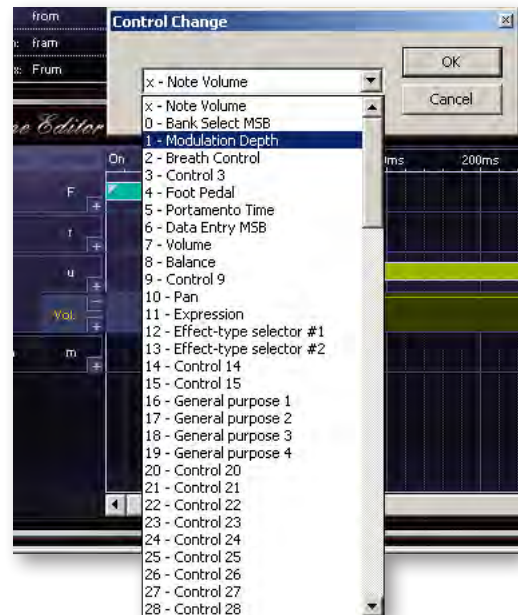 from
fram
x: Frum
Editor
On
0ms
200ms
F
r
u
Vol.
m
Control Change
OK
Cancel
x - Note Volume
x - Note Volume
0 - Bank Select MSB
1 - Modulation Depth
2 - Breath Control
3 - Control 3
4 - Foot Pedal
5 - Portamento Time
6 - Data Entry MSB
7 - Volume
8 - Balance
9 - Control 9
10 - Pan
11 - Expression
12 - Effect-type selector #1
13 - Effect-type selector #2
14 - Control 14
15 - Control 15
16 - General purpose 1
17 - General purpose 2
18 - General purpose 3
19 - General purpose 4
20 - Control 20
21 - Control 21
22 - Control 22
23 - Control 23
24 - Control 24
25 - Control 25
26 - Control 26
27 - Control 27
28 - Control 28